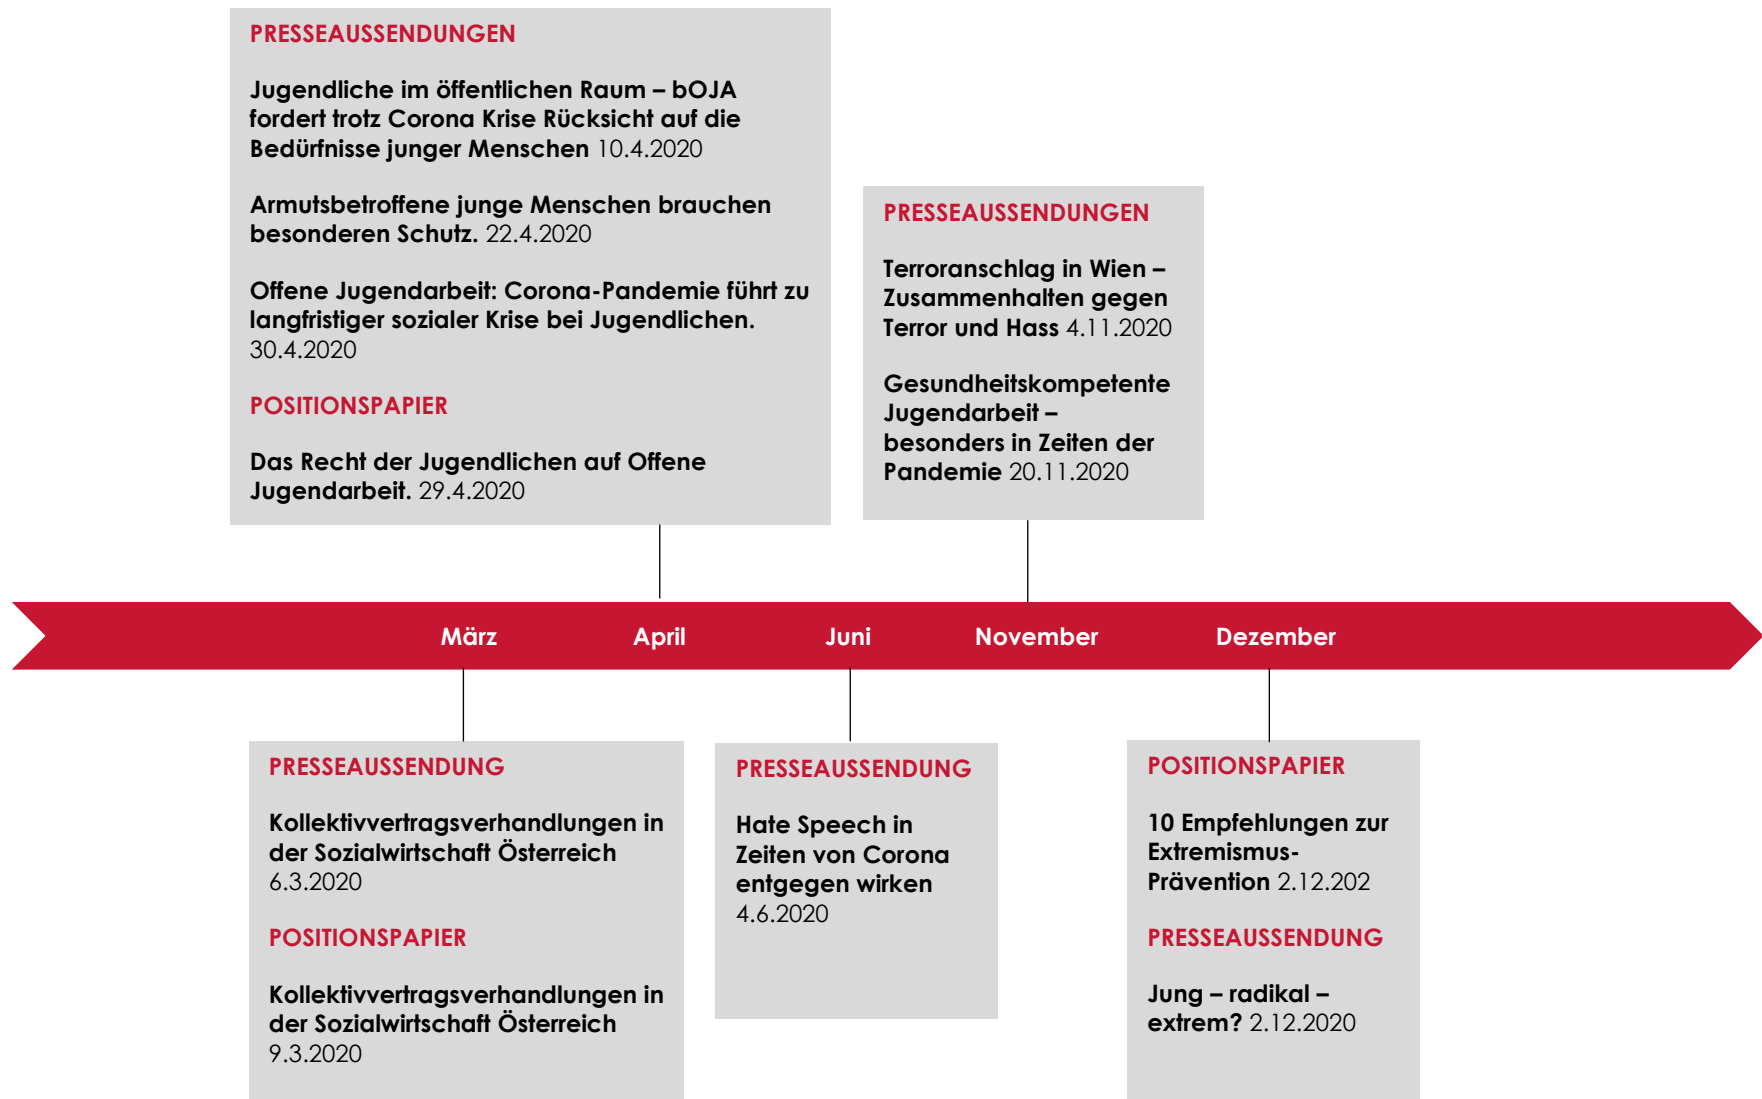 PRESSEAUSSENDUNGEN
Jugendliche im öffentlichen Raum – bOJA
fordert trotz Corona Krise Rücksicht auf die
Bedürfnisse junger Menschen 10.4.2020
Armutsbetroffene junge Menschen brauchen
besonderen Schutz. 22.4.2020
Offene Jugendarbeit: Corona-Pandemie führt zu
langfristiger sozialer Krise bei Jugendlichen.
30.4.2020
POSITIONSPAPIER
Das Recht der Jugendlichen auf Offene
Jugendarbeit. 29.4.2020
PRESSEAUSSENDUNGEN
Terroranschlag in Wien –
Zusammenhalten gegen
Terror und Hass 4.11.2020
Gesundheitskompetente
Jugendarbeit –
besonders in Zeiten der
Pandemie 20.11.2020
März April Juni November Dezember
PRESSEAUSSENDUNG
Kollektivvertragsverhandlungen in
der Sozialwirtschaft Österreich
6.3.2020
POSITIONSPAPIER
Kollektivvertragsverhandlungen in
der Sozialwirtschaft Österreich
9.3.2020
PRESSEAUSSENDUNG
Hate Speech in
Zeiten von Corona
entgegen wirken
4.6.2020
POSITIONSPAPIER
10 Empfehlungen zur
Extremismus-
Prävention 2.12.202
PRESSEAUSSENDUNG
Jung – radikal –
extrem? 2.12.2020